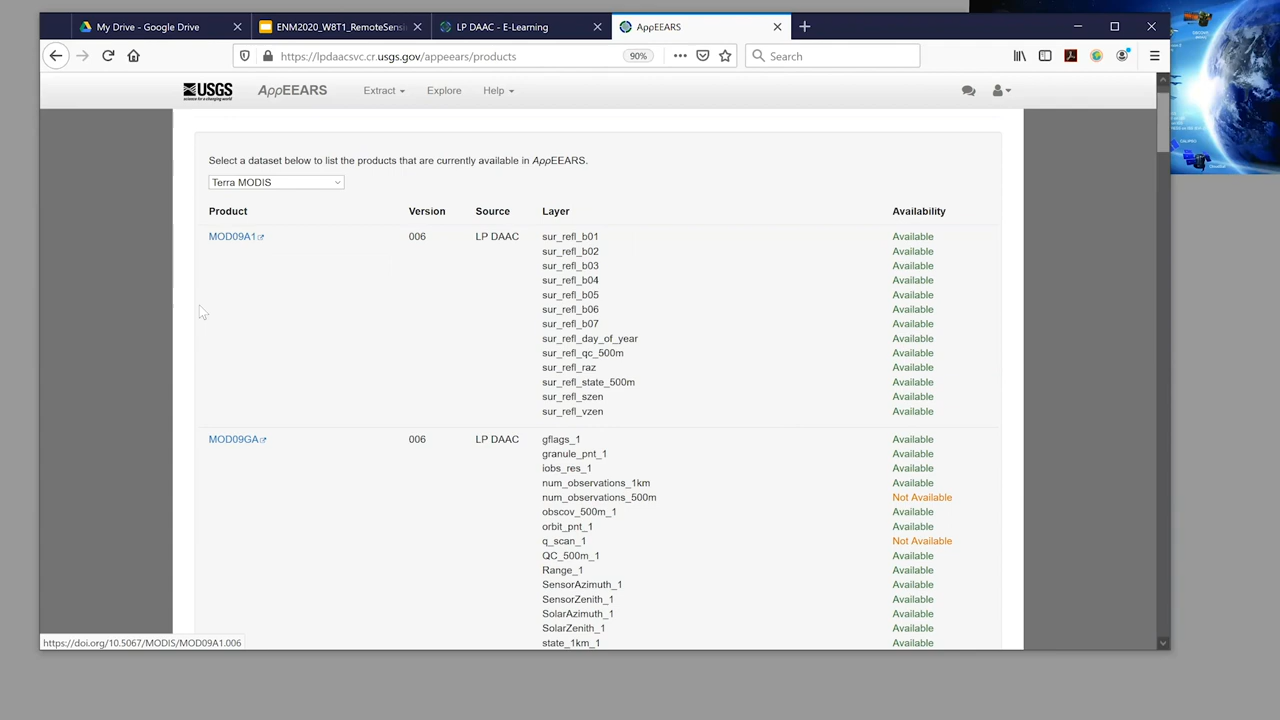 My Drive - Google Drive
ENM2020_W8T1_RemoteSensi
LP DAAC - E-Learning
AppEEARS
https://lpdaacsvc.cr.usgs.gov/appeears/products
90%
Search
USGS
science for a changing world
AppEEARS
Extract
Explore
Help
Select a dataset below to list the products that are currently available in AppEEARS.
Terra MODIS
Product Version Source Layer Availability
MOD09A1 006 LP DAAC sur_refl_b01 Available
sur_refl_b02 Available
sur_refl_b03 Available
sur_refl_b04 Available
sur_refl_b05 Available
sur_refl_b06 Available
sur_refl_b07 Available
sur_refl_day_of_year Available
sur_refl_qc_500m Available
sur_refl_raz Available
sur_refl_state_500m Available
sur_refl_szen Available
sur_refl_vzen Available
MOD09GA 006 LP DAAC gflags_1 Available
granule_pnt_1 Available
iobs_res_1 Available
num_observations_1km Available
num_observations_500m Not Available
obscov_500m_1 Available
orbit_pnt_1 Available
q_scan_1 Not Available
QC_500m_1 Available
Range_1 Available
SensorAzimuth_1 Available
SensorZenith_1 Available
SolarAzimuth_1 Available
SolarZenith_1 Available
state_1km_1 Available
https://doi.org/10.5067/MODIS/MOD09A1.006
CALIPSO